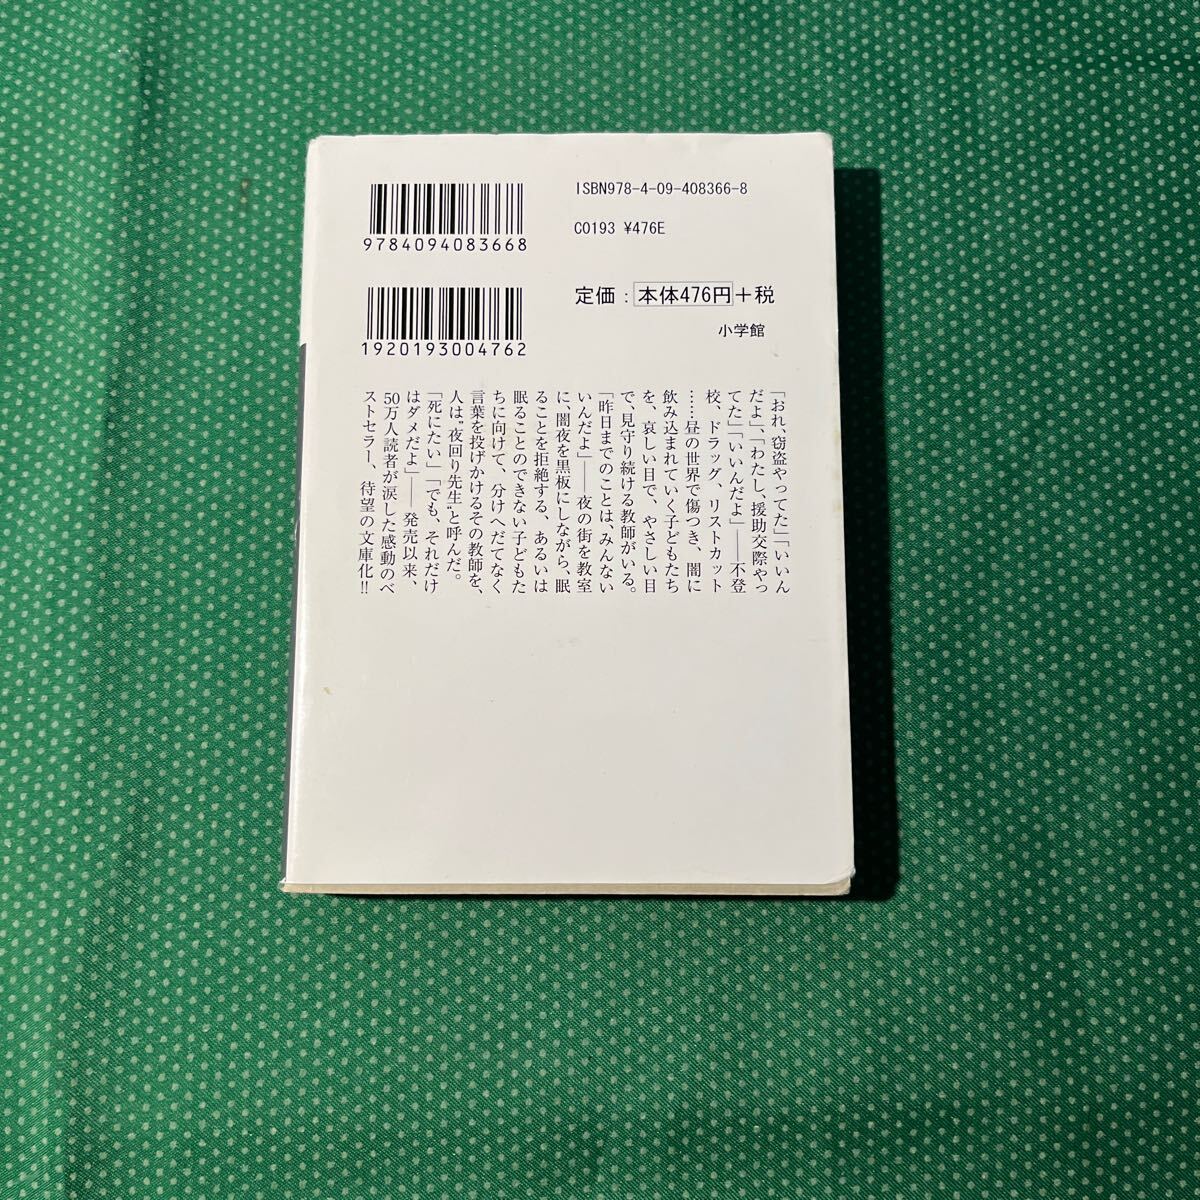 ISBN978-4-09-408366-8
9784094083668
C0193 ¥476E
定価：本体476円＋税
1920193004762
小学館
「おれ、窃盗やってた」「いいん
だよ」、「わたし、援助交際やっ
てた」「いいんだよ」――不登
校、ドラッグ、リストカット
……昼の世界で傷つき、闇に
飲み込まれていく子どもたち
を、哀しい目で、やさしい目
で、見守り続ける教師がいる。
「昨日までのことは、みんない
いんだよ」――夜の街を教室
に、闇夜を黒板にしながら、眠
ることを拒絶する、あるいは
眠ることのできない子どもた
ちに向けて、分けへだてなく
言葉を投げかけるその教師を、
人は〝夜回り先生〟と呼んだ。
「死にたい」「でも、それだけ
はダメだよ」――発売以来、
50万人読者が涙した感動のベ
ストセラー、待望の文庫化!!